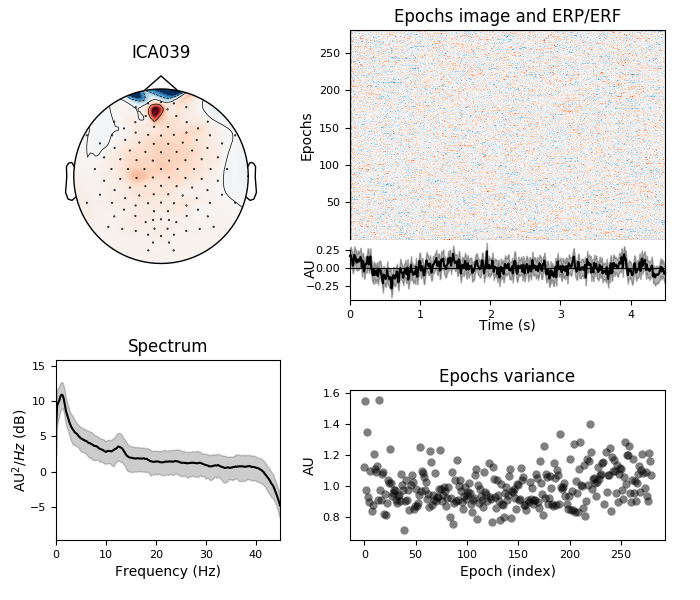 ICA039
Epochs image and ERP/ERF
Epochs
250
200
150
100
50
AU
0.25
0.00
−0.25
0 1 2 3 4
Time (s)
Spectrum
AU²/Hz (dB)
15
10
5
0
−5
0 10 20 30 40
Frequency (Hz)
Epochs variance
AU
1.6
1.4
1.2
1.0
0.8
0 50 100 150 200 250
Epoch (index)